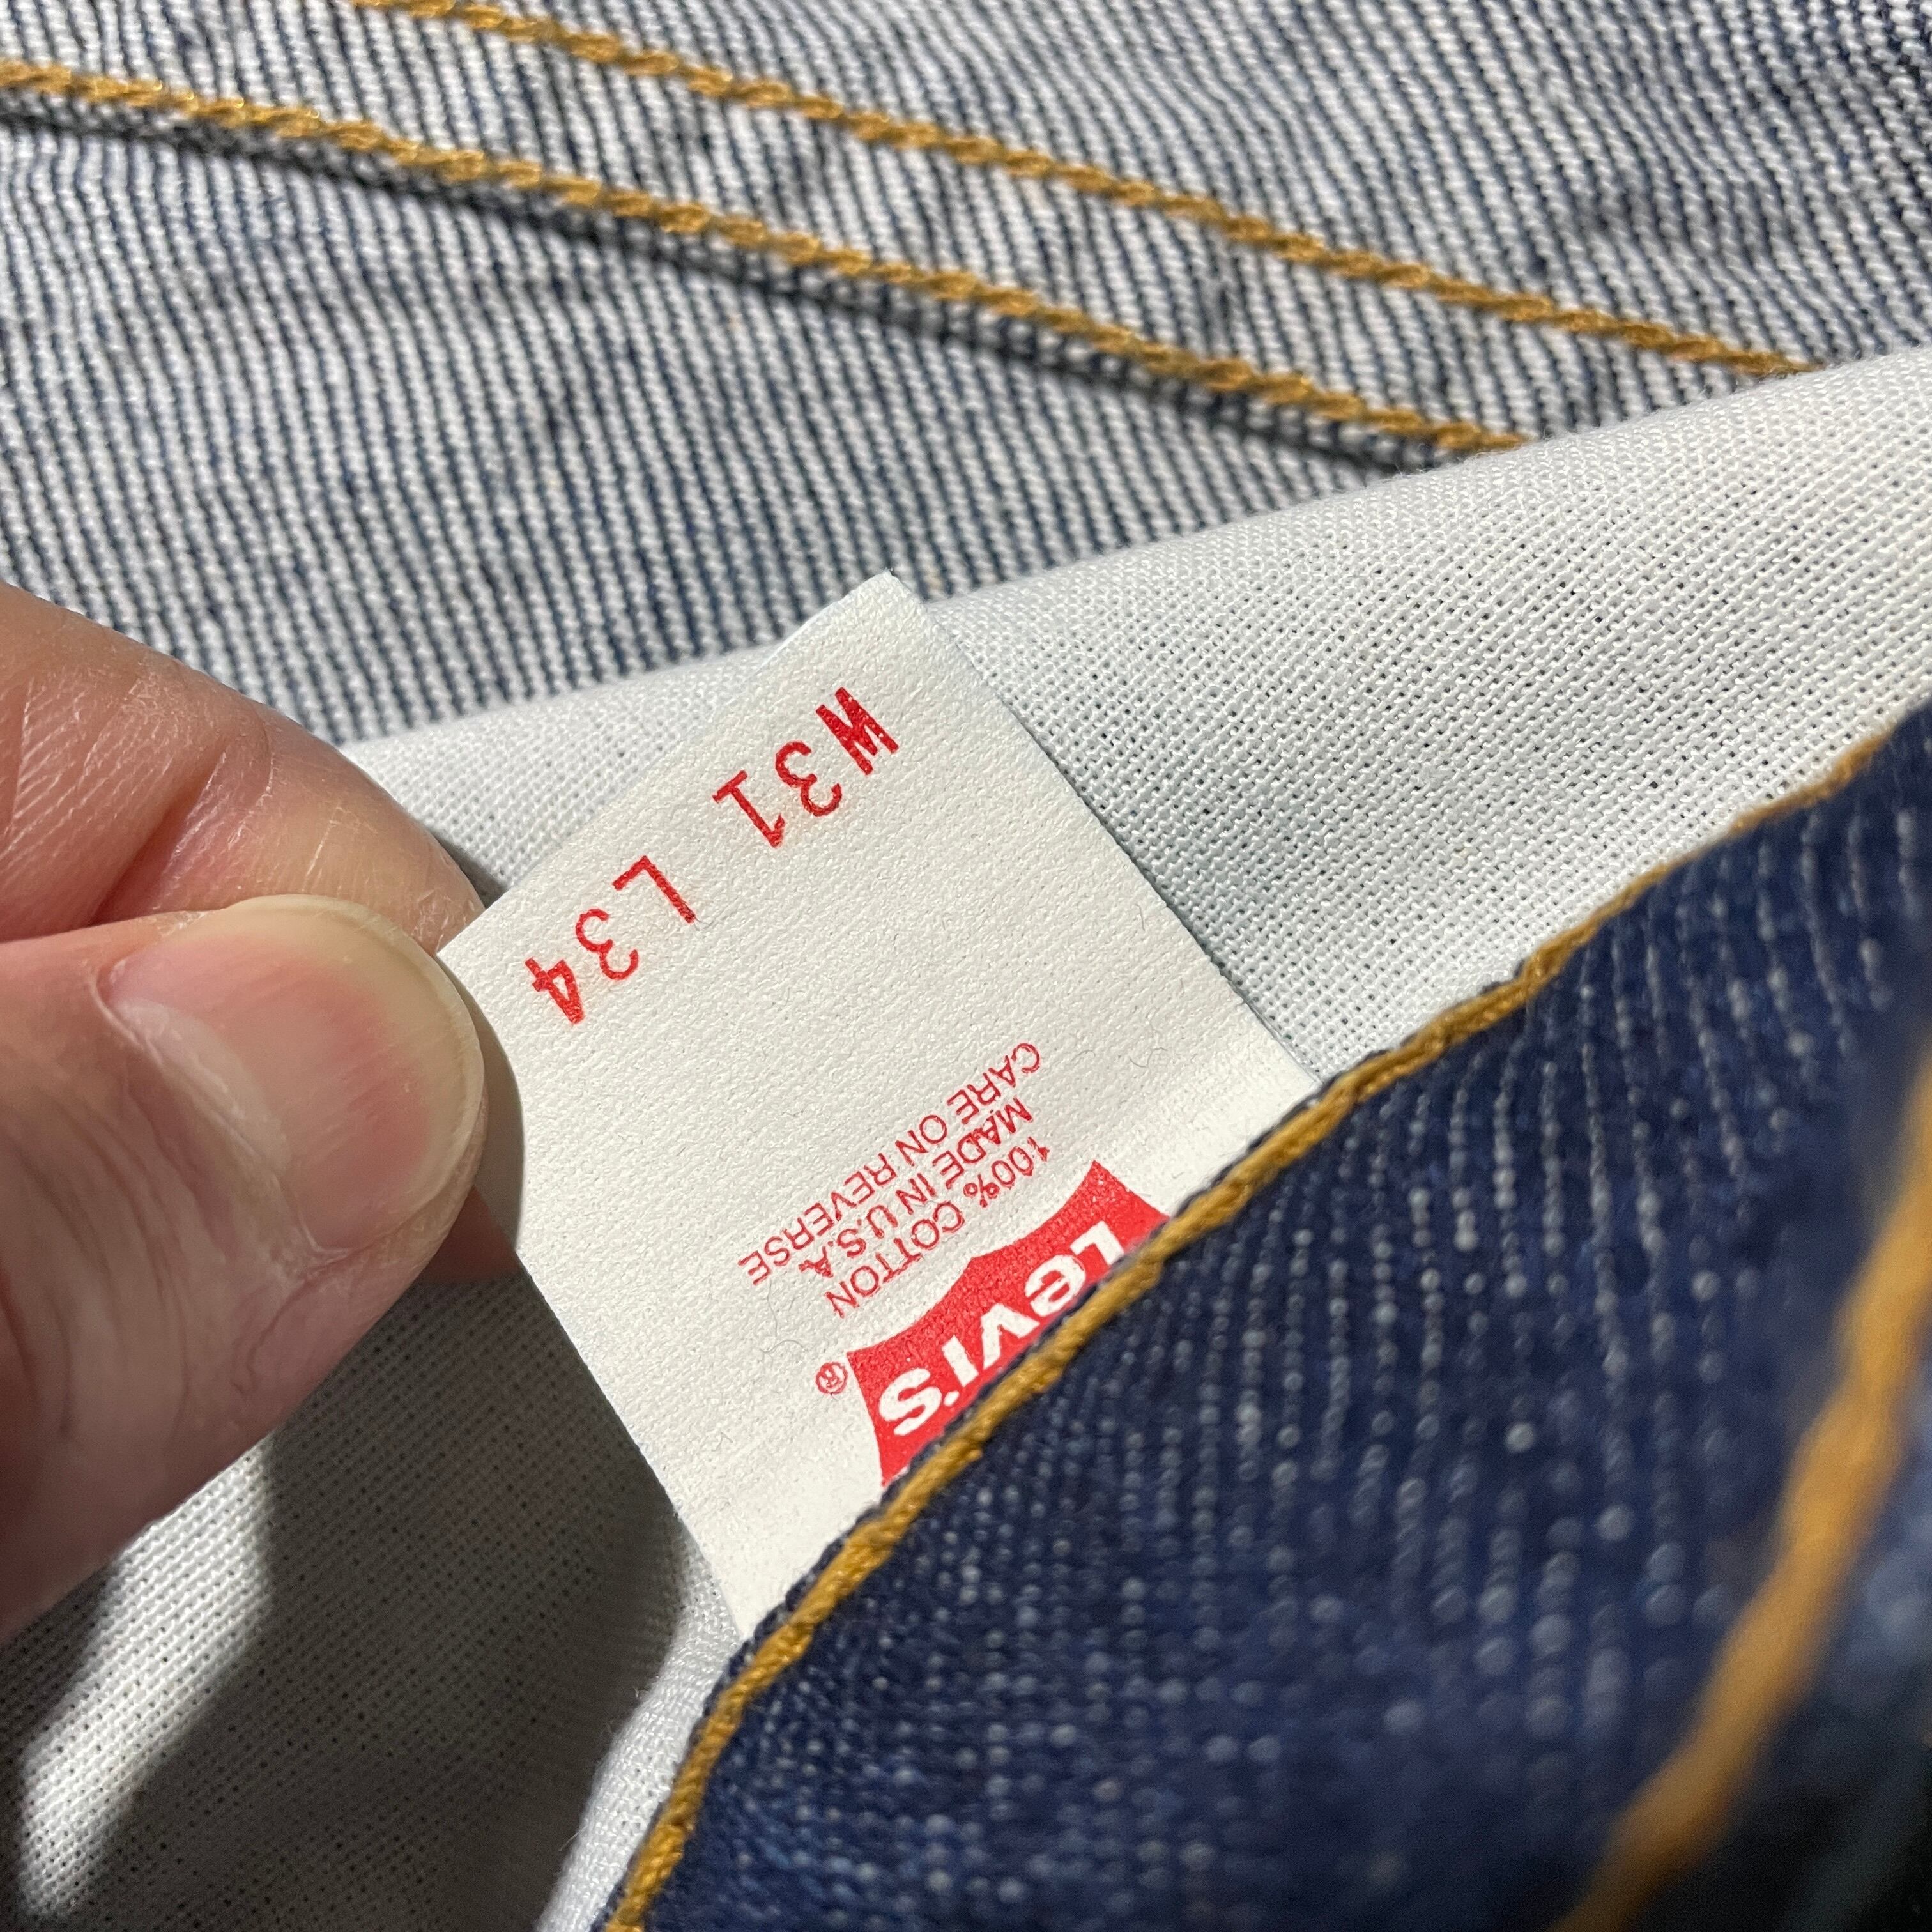 Levi's®
100% COTTON
MADE IN U.S.A.
CARE ON REVERSE
W31 L34